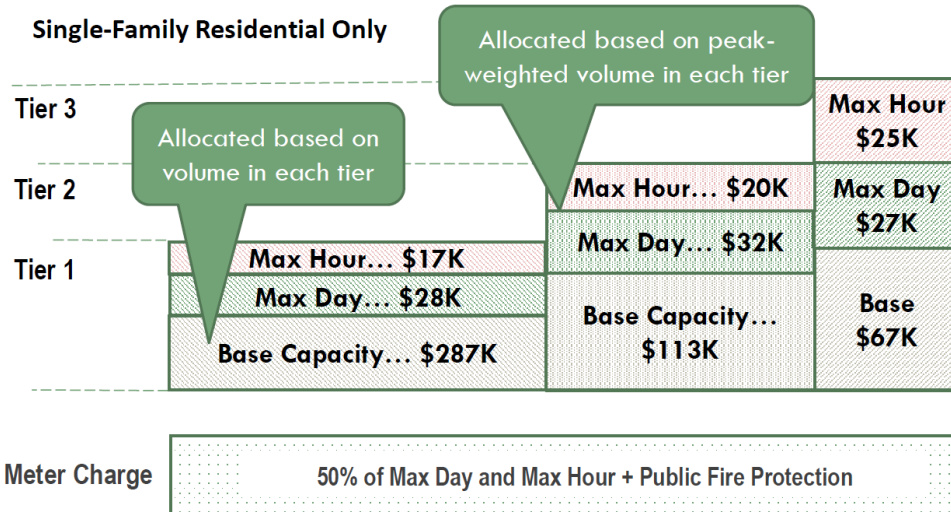 Single-Family Residential Only
Allocated based on peak-
weighted volume in each tier
Tier 3
Max Hour
$25K
Allocated based on
volume in each tier
Tier 2
Max Hour… $20K
Max Day
$27K
Max Day… $32K
Tier 1
Max Hour… $17K
Max Day… $28K
Base Capacity… $287K
Base Capacity…
$113K
Base
$67K
Meter Charge
50% of Max Day and Max Hour + Public Fire Protection